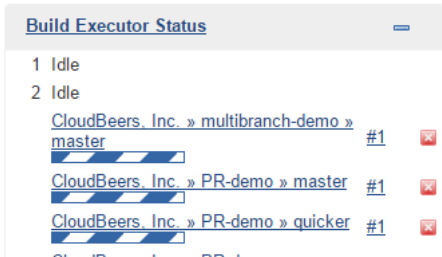 Build Executor Status
1 Idle
2 Idle
CloudBeers, Inc. » multibranch-demo »
master #1
CloudBeers, Inc. » PR-demo » master #1
CloudBeers, Inc. » PR-demo » quicker #1